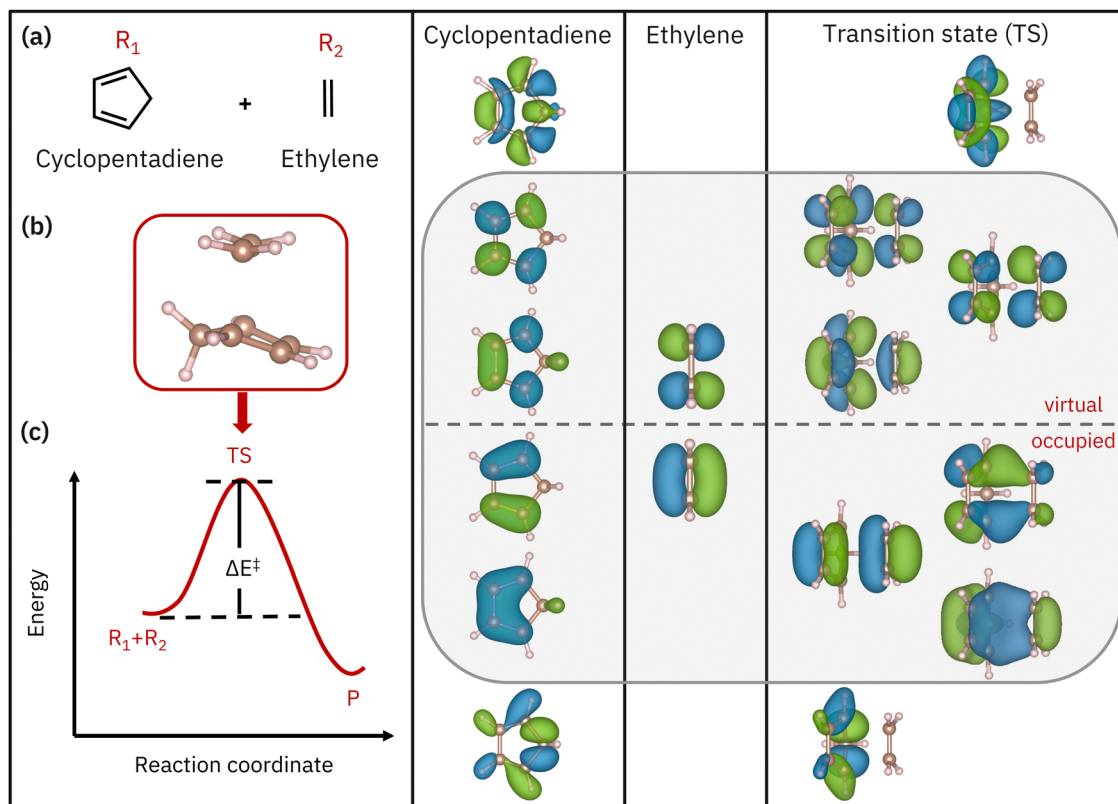 (a)
R₁
R₂
+
Cyclopentadiene
Ethylene
(b)
(c)
TS
ΔE‡
Energy
R₁+R₂
P
Reaction coordinate
Cyclopentadiene
Ethylene
Transition state (TS)
virtual
occupied